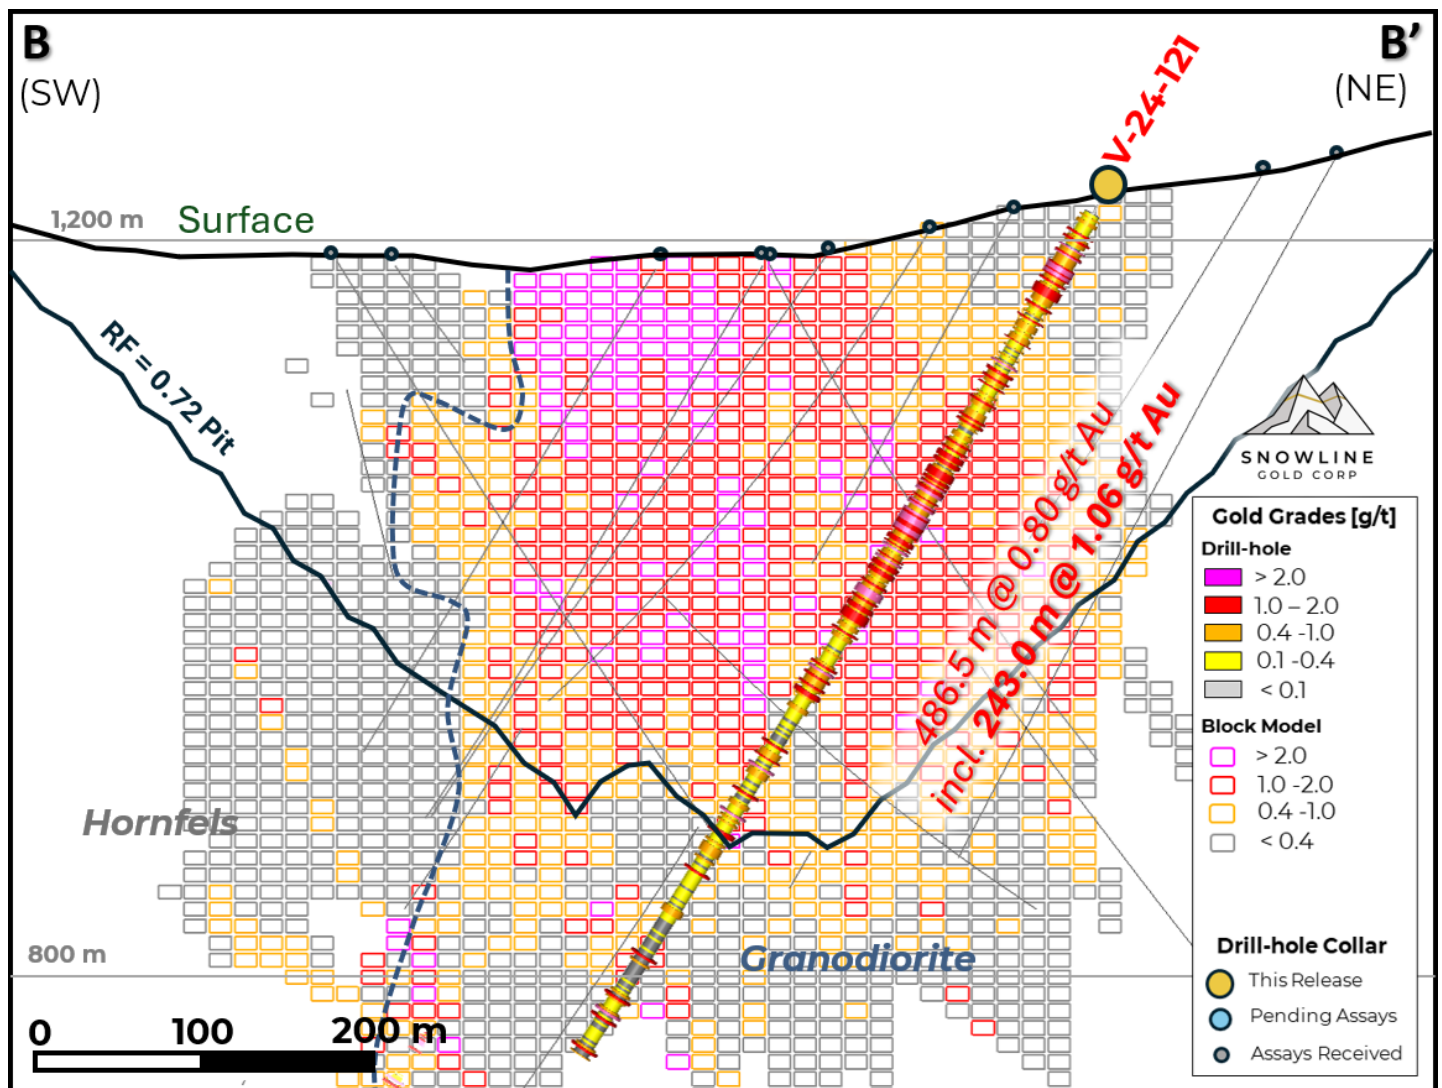 B
(SW)
B’
(NE)
V-24-121
1,200 m
Surface
RF = 0.72 Pit
486.5 m @ 0.80 g/t Au
incl. 243.0 m @ 1.06 g/t Au
SNOWLINE
GOLD CORP
Gold Grades [g/t]
Drill-hole
> 2.0
1.0 – 2.0
0.4 -1.0
0.1 -0.4
< 0.1
Block Model
> 2.0
1.0 -2.0
0.4 -1.0
< 0.4
Hornfels
Granodiorite
800 m
Drill-hole Collar
This Release
Pending Assays
Assays Received
0 100 200 m